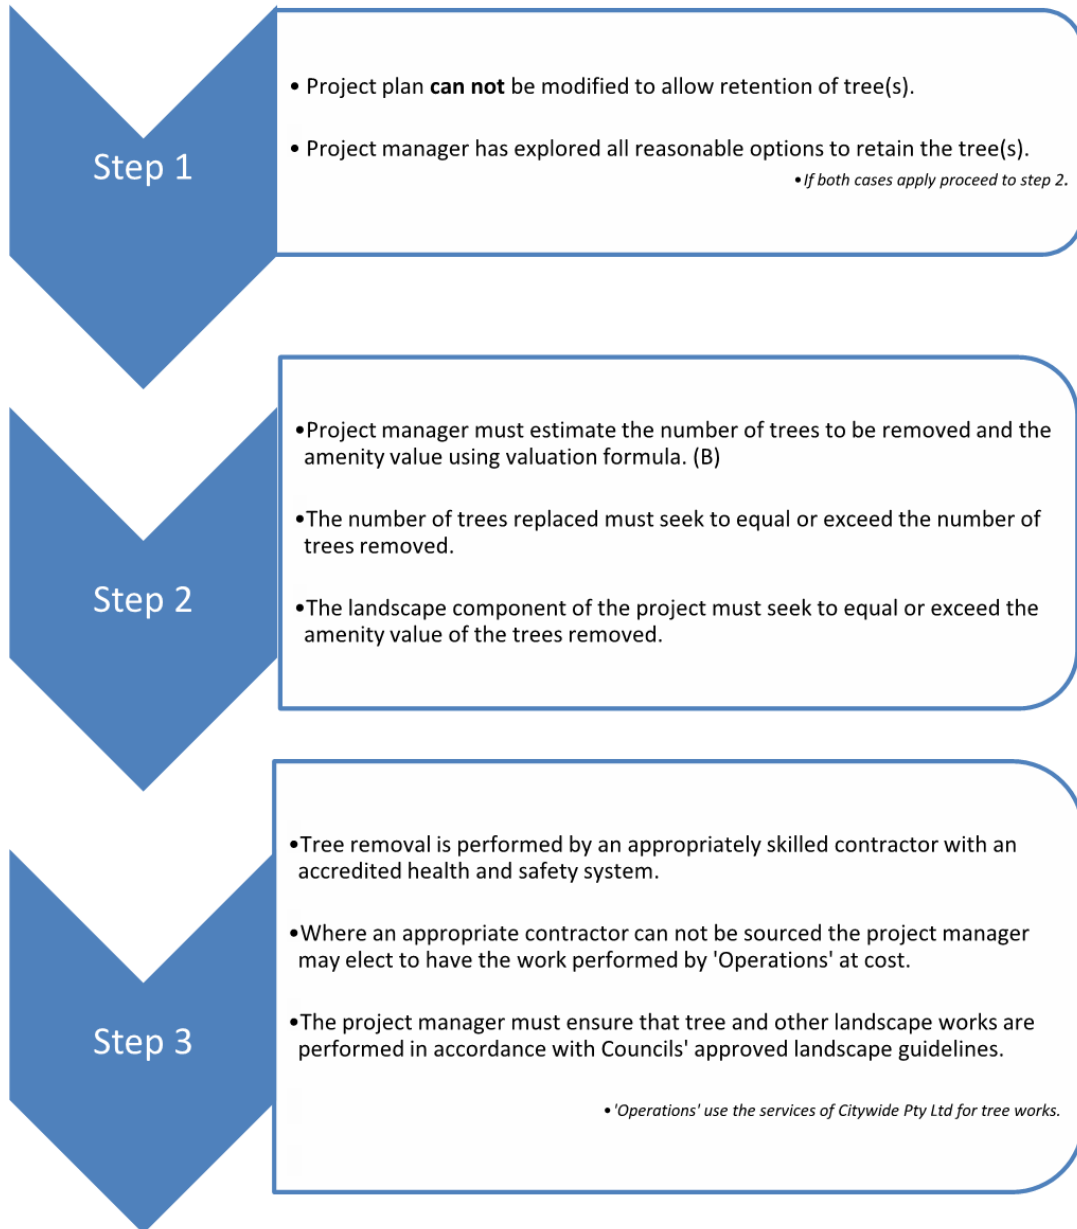 Step 1
• Project plan can not be modified to allow retention of tree(s).
• Project manager has explored all reasonable options to retain the tree(s).
•If both cases apply proceed to step 2.
Step 2
•Project manager must estimate the number of trees to be removed and the
amenity value using valuation formula. (B)
•The number of trees replaced must seek to equal or exceed the number of
trees removed.
•The landscape component of the project must seek to equal or exceed the
amenity value of the trees removed.
Step 3
•Tree removal is performed by an appropriately skilled contractor with an
accredited health and safety system.
•Where an appropriate contractor can not be sourced the project manager
may elect to have the work performed by 'Operations' at cost.
•The project manager must ensure that tree and other landscape works are
performed in accordance with Councils' approved landscape guidelines.
•'Operations' use the services of Citywide Pty Ltd for tree works.